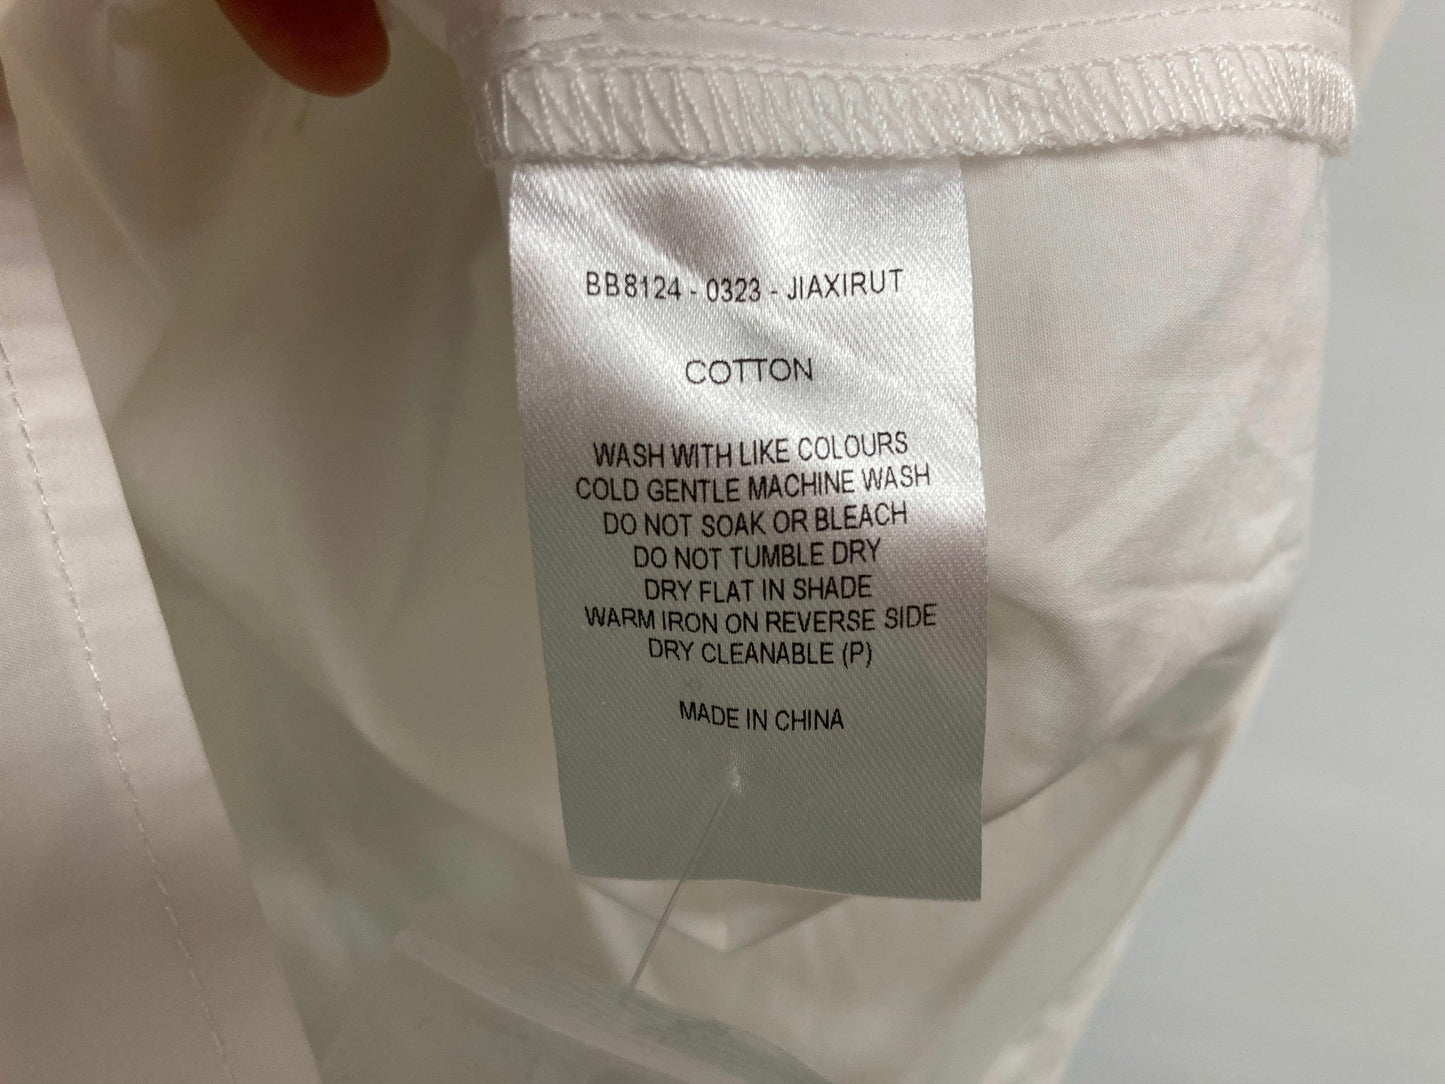 BB8124 - 0323 - JIAXIRUT
COTTON
WASH WITH LIKE COLOURS
COLD GENTLE MACHINE WASH
DO NOT SOAK OR BLEACH
DO NOT TUMBLE DRY
DRY FLAT IN SHADE
WARM IRON ON REVERSE SIDE
DRY CLEANABLE (P)
MADE IN CHINA